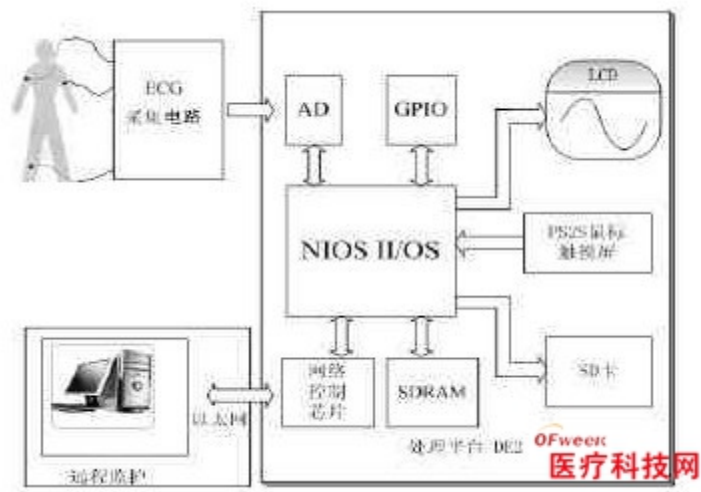 ECG
采集电路
AD
GPIO
LCD
NIOS II/OS
PS2S鼠标
触摸屏
网络
控制
芯片
SDRAM
SD卡
以太网
处理平台 DE2
远程监护
OFweek
医疗科技网